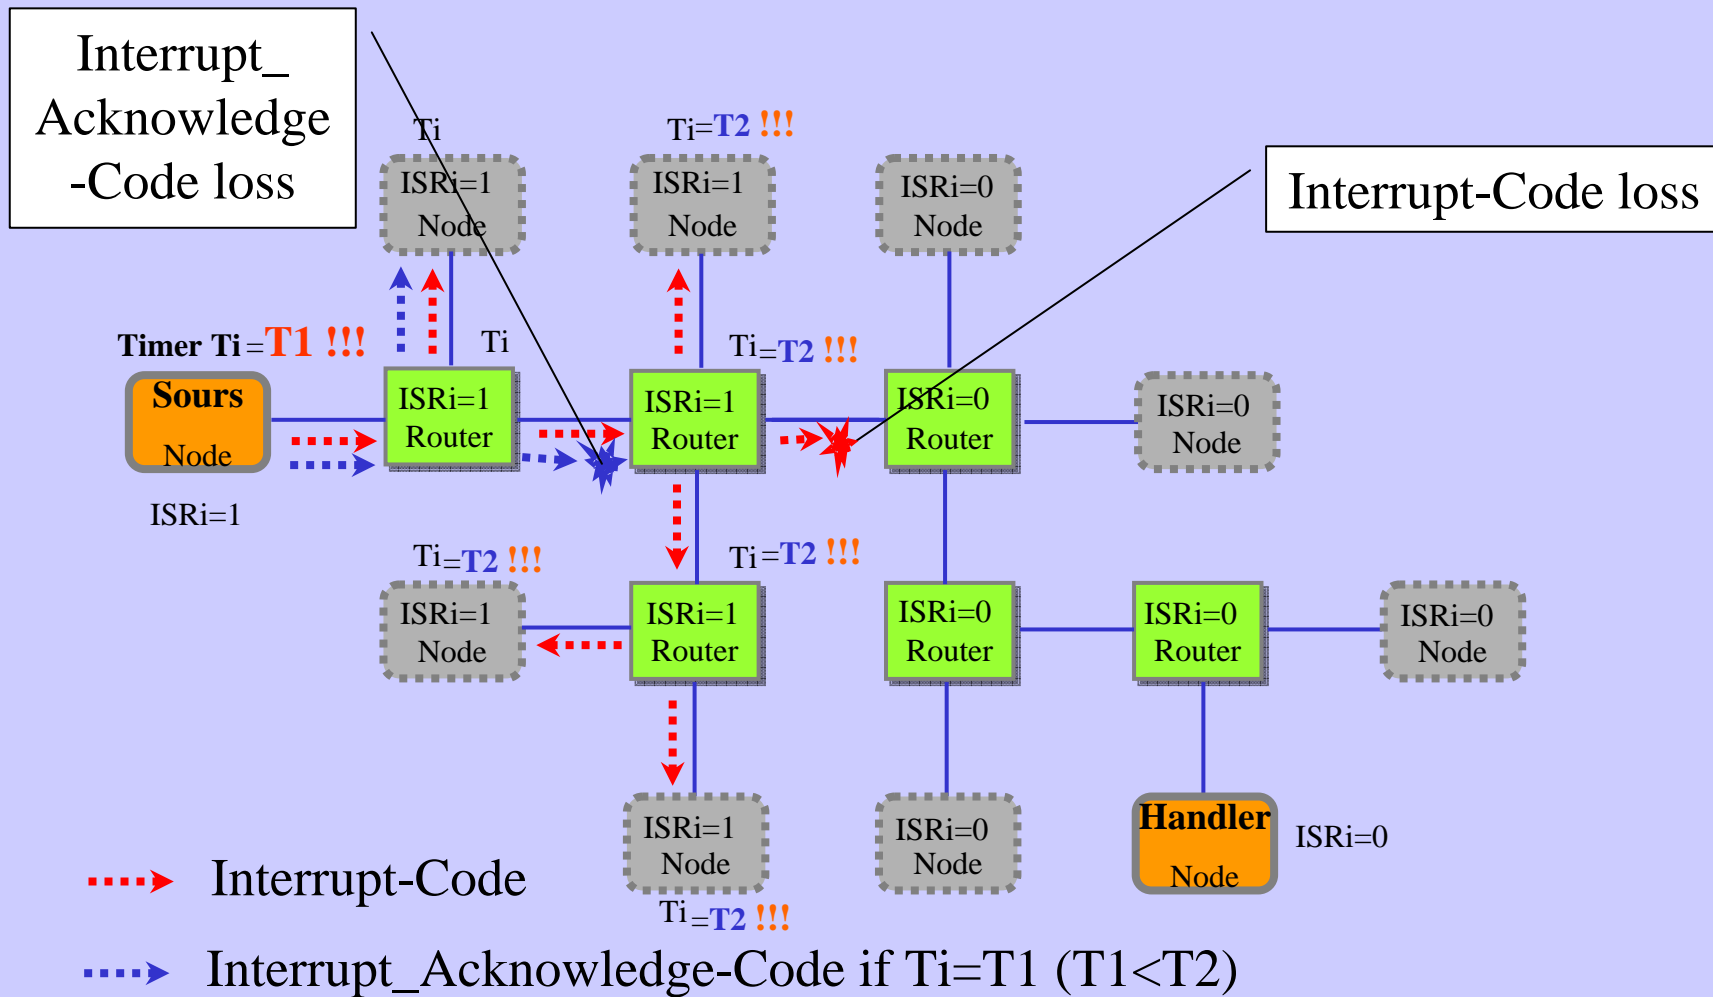 Interrupt_
Acknowledge
-Code loss
Interrupt-Code loss
Ti
Ti=T2 !!!
ISRi=1
Node
ISRi=1
Node
ISRi=0
Node
Timer Ti =T1 !!!
Ti
Ti=T2 !!!
Sours
Node
ISRi=1
ISRi=1
Router
ISRi=1
Router
ISRi=0
Router
ISRi=0
Node
Ti=T2 !!!
Ti=T2 !!!
ISRi=1
Node
ISRi=1
Router
ISRi=0
Router
ISRi=0
Router
ISRi=0
Node
ISRi=1
Node
Ti=T2 !!!
ISRi=0
Node
Handler
Node
ISRi=0
Interrupt-Code
Interrupt_Acknowledge-Code if Ti=T1 (T1<T2)